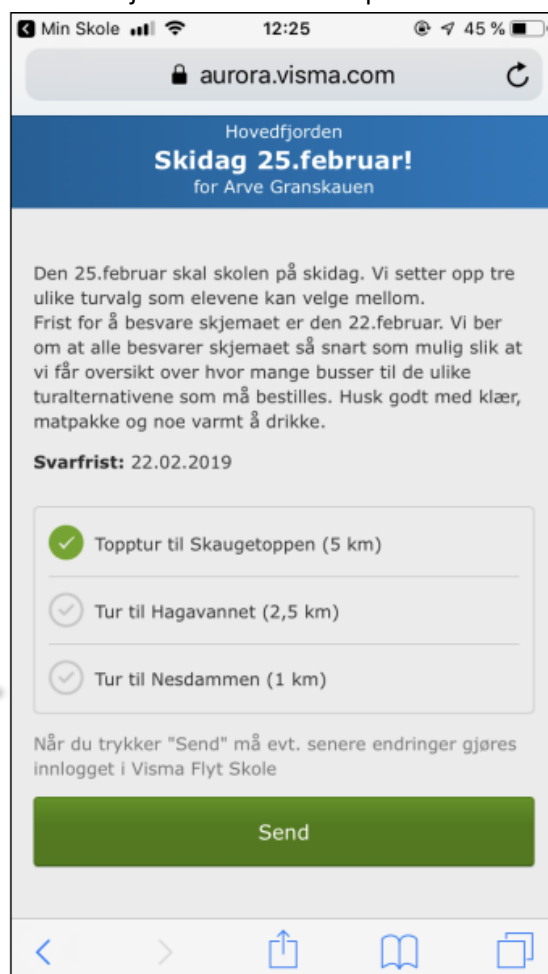 Min Skole 12:25 45 %
aurora.visma.com
Hovedfjorden
Skidag 25.februar!
for Arve Granskauen
Den 25.februar skal skolen på skidag. Vi setter opp tre
ulike turvalg som elevene kan velge mellom.
Frist for å besvare skjemaet er den 22.februar. Vi ber
om at alle besvarer skjemaet så snart som mulig slik at
vi får oversikt over hvor mange busser til de ulike
turalternativene som må bestilles. Husk godt med klær,
matpakke og noe varmt å drikke.
Svarfrist: 22.02.2019
Topptur til Skaugetoppen (5 km)
Tur til Hagavannet (2,5 km)
Tur til Nesdammen (1 km)
Når du trykker "Send" må evt. senere endringer gjøres
innlogget i Visma Flyt Skole
Send